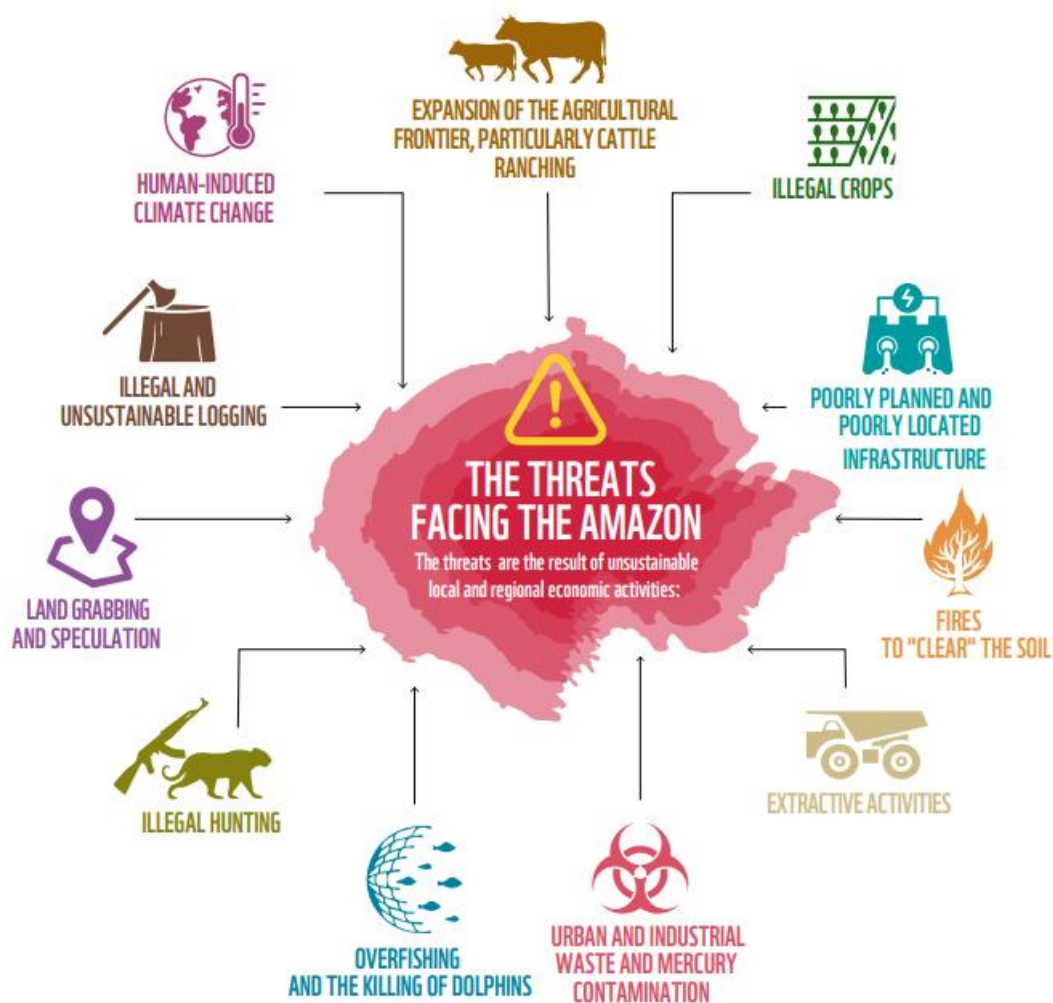 EXPANSION OF THE AGRICULTURAL
FRONTIER, PARTICULARLY CATTLE
RANCHING
HUMAN-INDUCED
CLIMATE CHANGE
ILLEGAL CROPS
ILLEGAL AND
UNSUSTAINABLE LOGGING
POORLY PLANNED AND
POORLY LOCATED
INFRASTRUCTURE
THE THREATS
FACING THE AMAZON
The threats are the result of unsustainable
local and regional economic activities:
LAND GRABBING
AND SPECULATION
FIRES
TO "CLEAR" THE SOIL
ILLEGAL HUNTING
EXTRACTIVE ACTIVITIES
OVERFISHING
AND THE KILLING OF DOLPHINS
URBAN AND INDUSTRIAL
WASTE AND MERCURY
CONTAMINATION